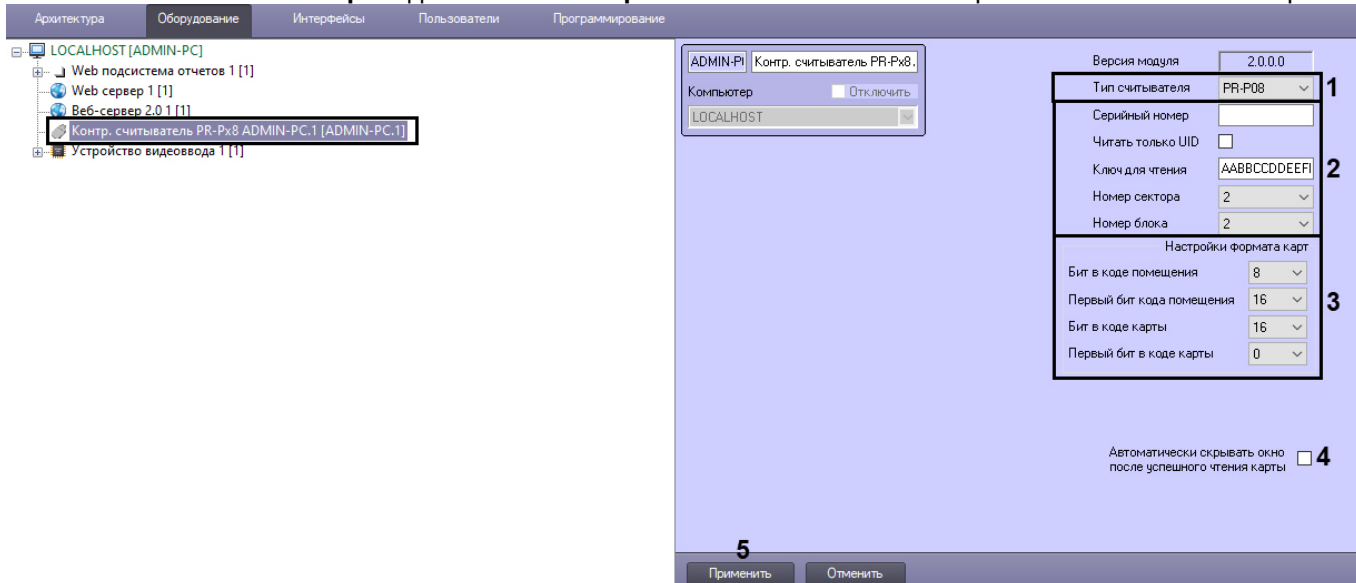 Архитектура Оборудование Интерфейсы Пользователи Программирование
LOCALHOST [ADMIN-PC]
Web подсистема отчетов 1 [1]
Web сервер 1 [1]
Веб-сервер 2.0 1 [1]
Контр. считыватель PR-Px8 ADMIN-PC.1 [ADMIN-PC.1]
Устройство видеоввода 1 [1]
ADMIN-P Контр. считыватель PR-Px8.
Компьютер Отключить
LOCALHOST
Версия модуля 2.0.0.0
Тип считывателя PR-P08 1
Серийный номер
Читать только UID
Ключ для чтения AABBCCDDEEF 2
Номер сектора 2
Номер блока 2
Настройки формата карт
Бит в коде помещения 8
Первый бит кода помещения 16 3
Бит в коде карты 16
Первый бит в коде карты 0
Автоматически скрывать окно
после успешного чтения карты 4
5
Применить Отменить